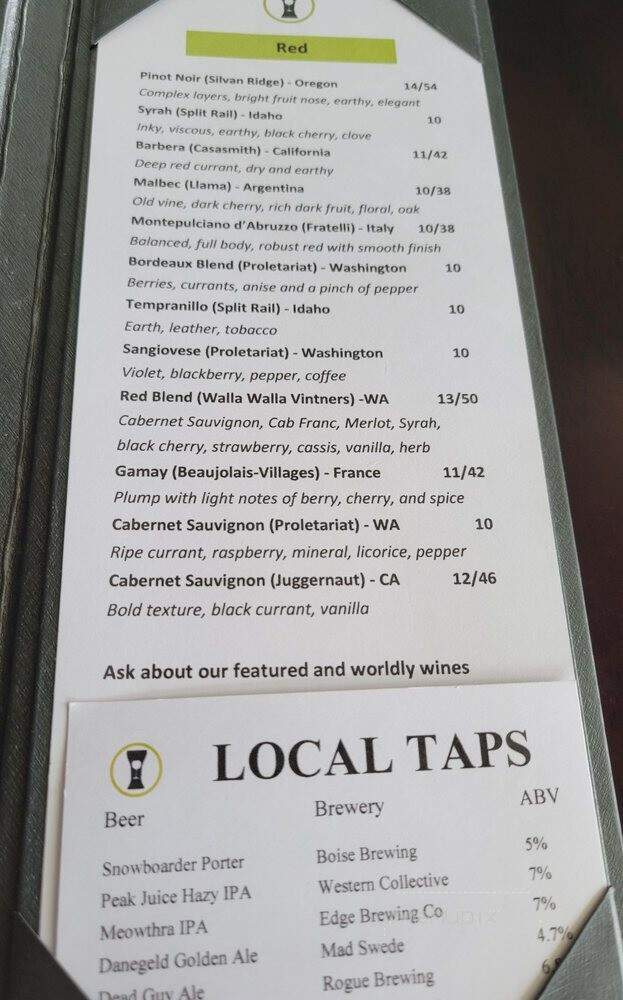 Red
Pinot Noir (Silvan Ridge) - Oregon 14/54
Complex layers, bright fruit nose, earthy, elegant
Syrah (Split Rail) - Idaho 10
Inky, viscous, earthy, black cherry, clove
Barbera (Casasmith) - California 11/42
Deep red currant, dry and earthy
Malbec (Llama) - Argentina 10/38
Old vine, dark cherry, rich dark fruit, floral, oak
Montepulciano d'Abruzzo (Fratelli) - Italy 10/38
Balanced, full body, robust red with smooth finish
Bordeaux Blend (Proletariat) - Washington 10
Berries, currants, anise and a pinch of pepper
Tempranillo (Split Rail) - Idaho 10
Earth, leather, tobacco
Sangiovese (Proletariat) - Washington 10
Violet, blackberry, pepper, coffee
Red Blend (Walla Walla Vintners) -WA 13/50
Cabernet Sauvignon, Cab Franc, Merlot, Syrah,
black cherry, strawberry, cassis, vanilla, herb
Gamay (Beaujolais-Villages) - France 11/42
Plump with light notes of berry, cherry, and spice
Cabernet Sauvignon (Proletariat) - WA 10
Ripe currant, raspberry, mineral, licorice, pepper
Cabernet Sauvignon (Juggernaut) - CA 12/46
Bold texture, black currant, vanilla
Ask about our featured and worldly wines
LOCAL TAPS
Beer Brewery ABV
Snowboarder Porter Boise Brewing 5%
Peak Juice Hazy IPA Western Collective 7%
Meowthra IPA Edge Brewing Co 7%
Danegeld Golden Ale Mad Swede 4.7%
Dead Guy Ale Rogue Brewing